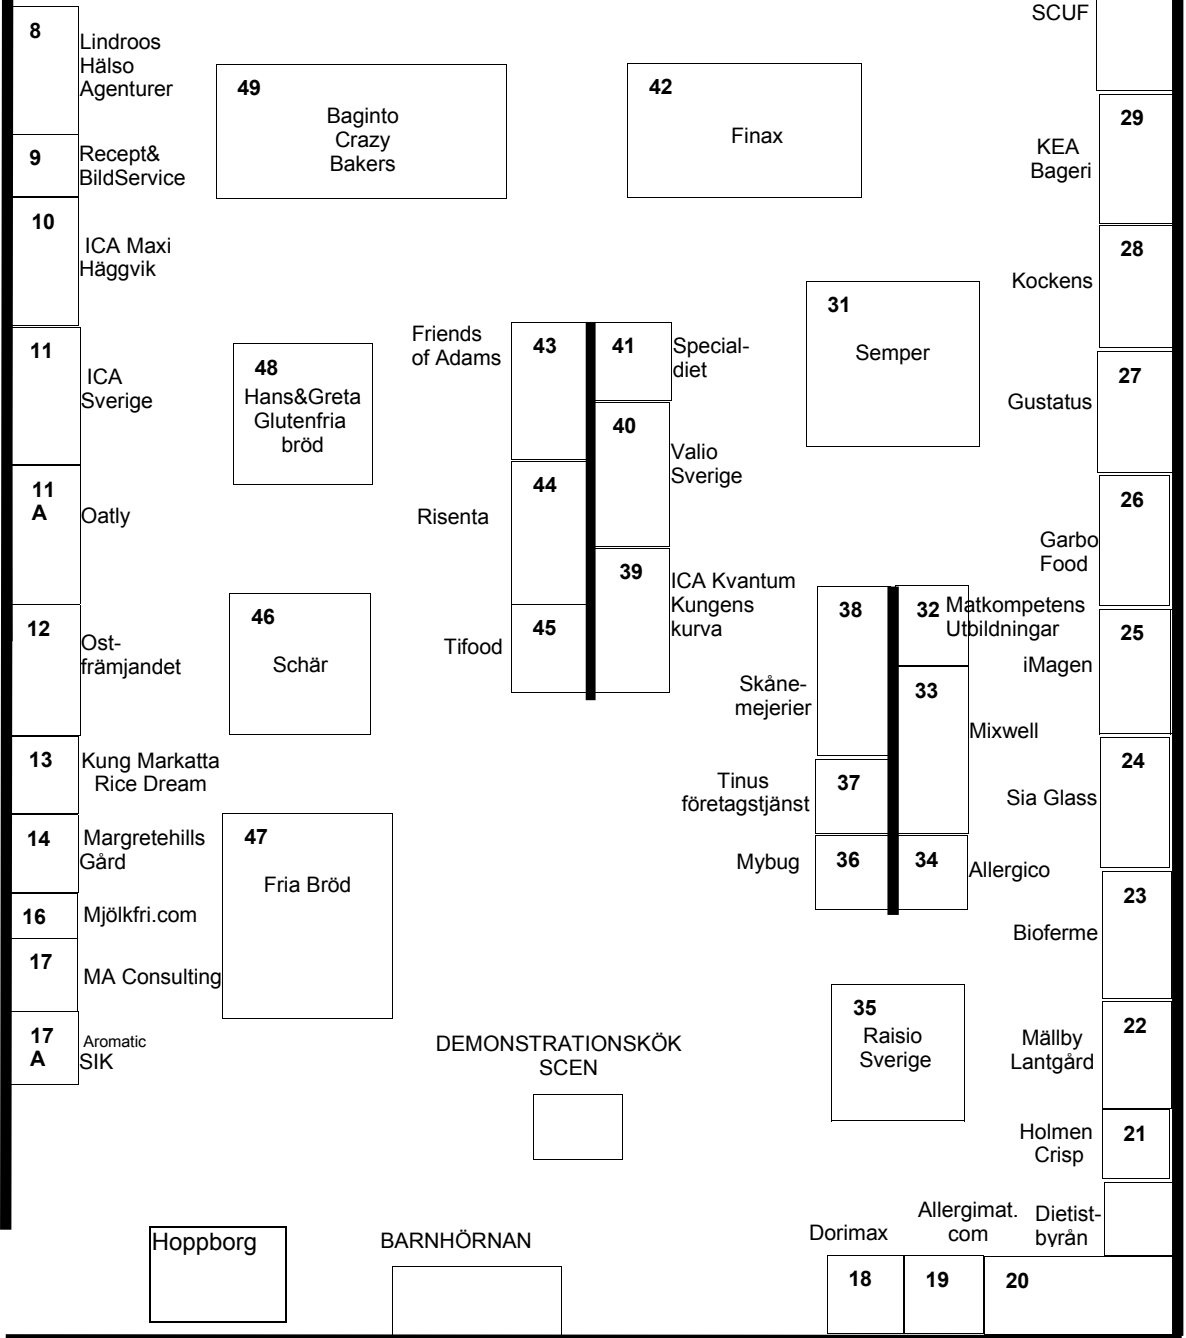 SCUF
8
Lindroos
Hälso
Agenturer
49
Baginto
Crazy
Bakers
42
Finax
29
KEA
Bageri
9
Recept&
BildService
10
ICA Maxi
Häggvik
28
Kockens
31
Semper
11
ICA
Sverige
48
Hans&Greta
Glutenfria
bröd
Friends
of Adams
43
41
Special-
diet
27
Gustatus
40
Valio
Sverige
11
A
Oatly
Risenta
44
26
Garbo
Food
39
ICA Kvantum
Kungens
kurva
12
Ost-
främjandet
46
Schär
Tifood
45
38
Skåne-
mejerier
32
Matkompetens
Utbildningar
25
iMagen
33
Mixwell
13
Kung Markatta
Rice Dream
Tinus
företagstjänst
37
24
Sia Glass
14
Margretehills
Gård
47
Fria Bröd
Mybug
36
34
Allergico
23
Bioferme
16
Mjölkfri.com
17
MA Consulting
17
A
Aromatic
SIK
DEMONSTRATIONSKÖK
SCEN
35
Raisio
Sverige
22
Mällby
Lantgård
Holmen
Crisp
21
Hoppborg
BARNHÖRNAN
Dorimax
Allergimat.
com
Dietist-
byrån
18
19
20